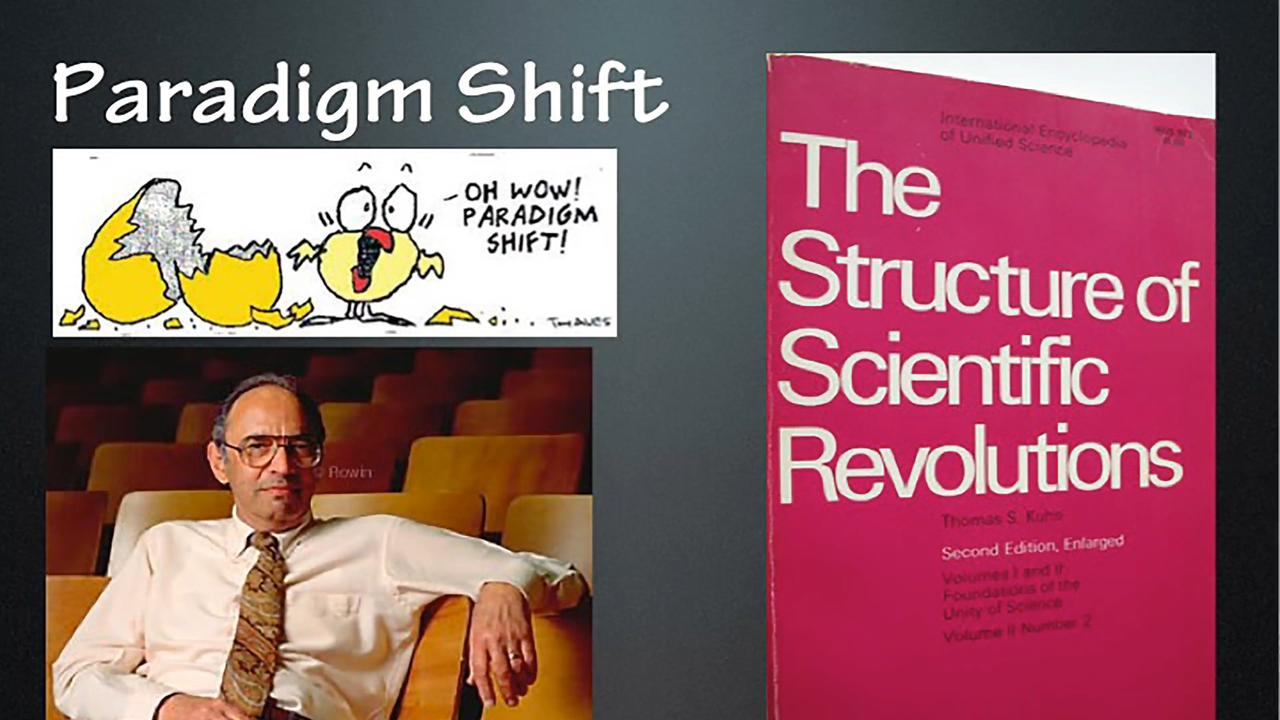 Paradigm Shift
OH WOW!
PARADIGM
SHIFT!
© Rowin
International Encyclopedia
of Unified Science
The
Structure of
Scientific
Revolutions
Thomas S. Kuhn
Second Edition, Enlarged
Volumes I and II:
Foundations of the
Unity of Science
Volume II Number 2